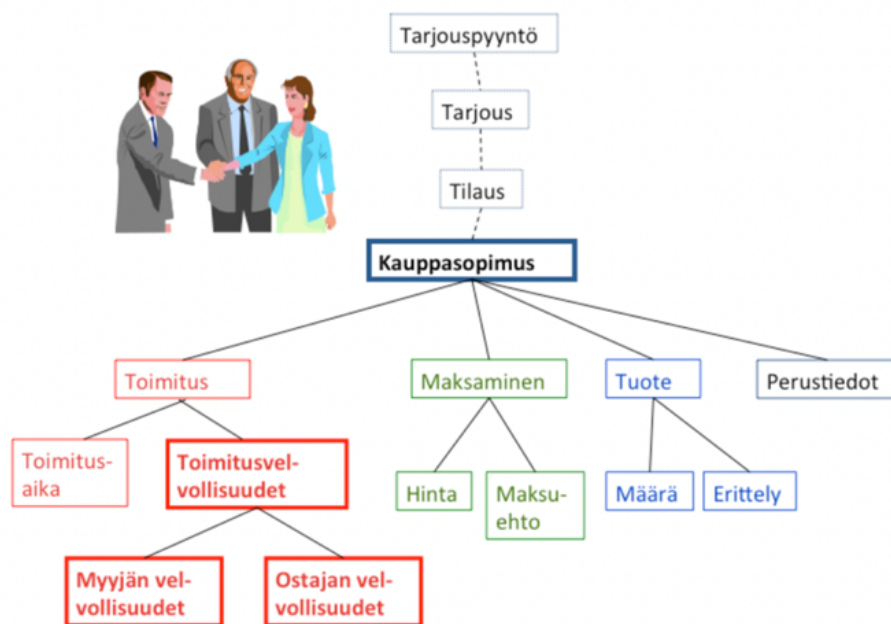 Tarjouspyyntö
Tarjous
Tilaus
Kauppasopimus
Toimitus
Maksaminen
Tuote
Perustiedot
Toimitus-
aika
Toimitusvel-
vollisuudet
Hinta
Maksu-
ehto
Määrä
Erittely
Myyjän vel-
vollisuudet
Ostajan vel-
vollisuudet